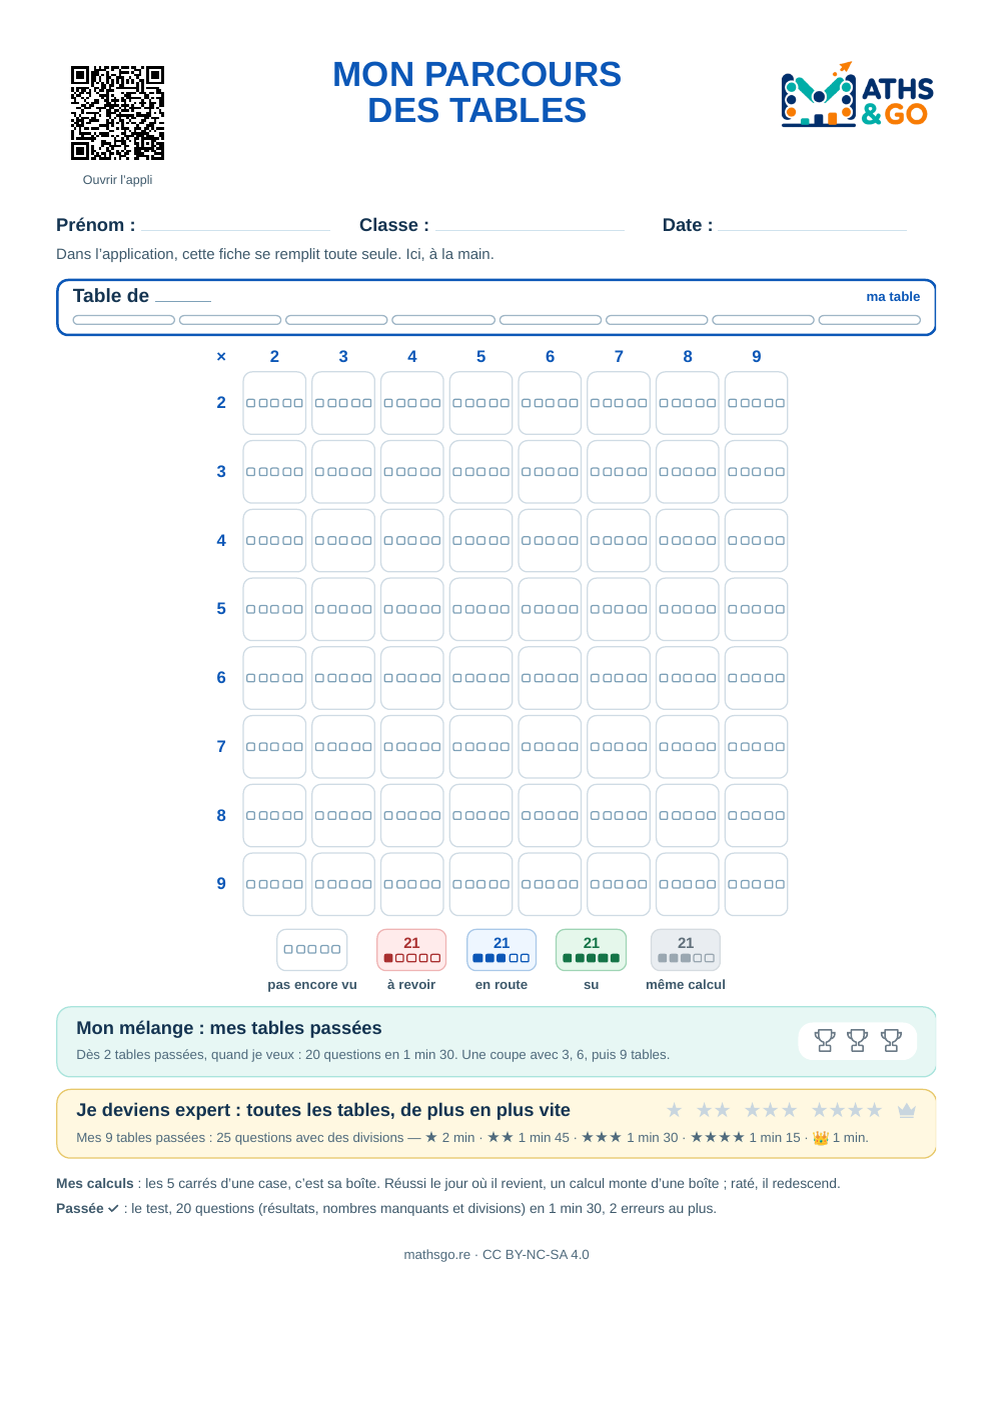 MON PARCOURS
DES TABLES
ATHS
&GO
Ouvrir l’appli
Prénom : Classe : Date :
Dans l’application, cette fiche se remplit toute seule. Ici, à la main.
Table de ma table
× 2 3 4 5 6 7 8 9
2
3
4
5
6
7
8
9
21 21 21 21
pas encore vu à revoir en route su même calcul
Mon mélange : mes tables passées
Dès 2 tables passées, quand je veux : 20 questions en 1 min 30. Une coupe avec 3, 6, puis 9 tables.
Je deviens expert : toutes les tables, de plus en plus vite ★ ★★ ★★★ ★★★★
Mes 9 tables passées : 25 questions avec des divisions — ★ 2 min · ★★ 1 min 45 · ★★★ 1 min 30 · ★★★★ 1 min 15 · 👑 1 min.
Mes calculs : les 5 carrés d’une case, c’est sa boîte. Réussi le jour où il revient, un calcul monte d’une boîte ; raté, il redescend.
Passée ✓ : le test, 20 questions (résultats, nombres manquants et divisions) en 1 min 30, 2 erreurs au plus.
mathsgo.re · CC BY-NC-SA 4.0